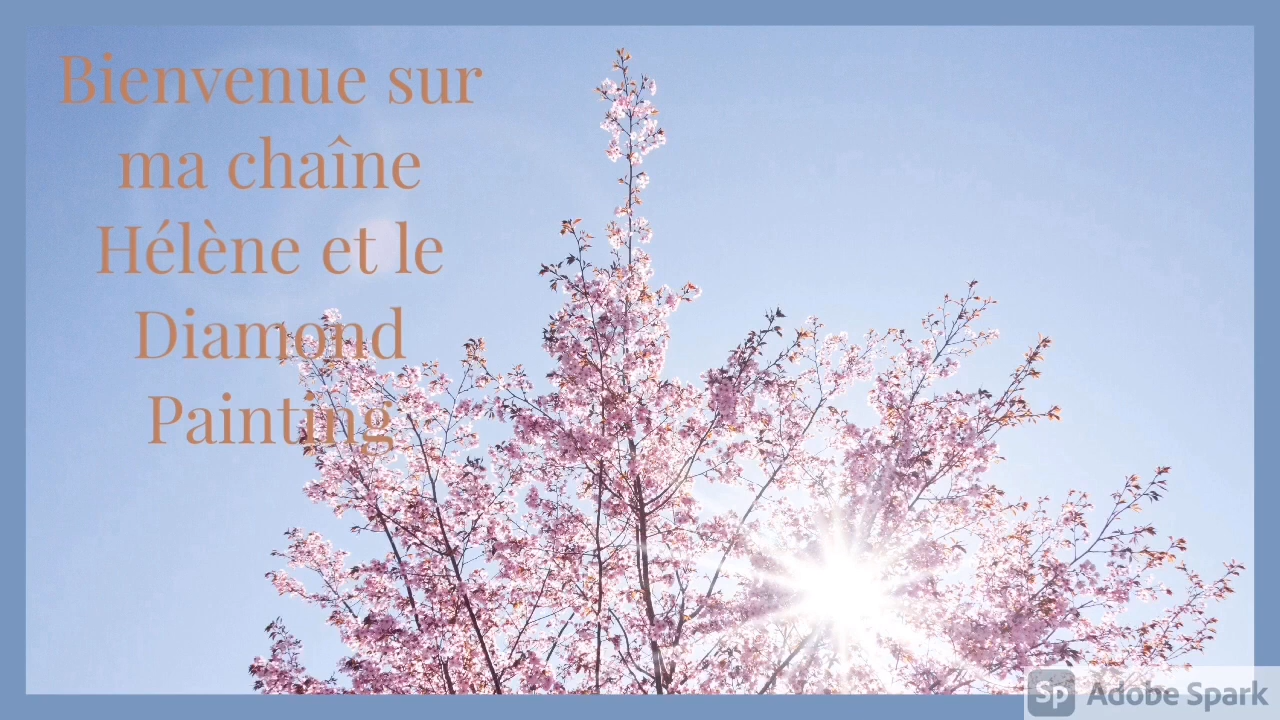 Bienvenue sur
ma chaîne
Hélène et le
Diamond
Painting
Sp Adobe Spark